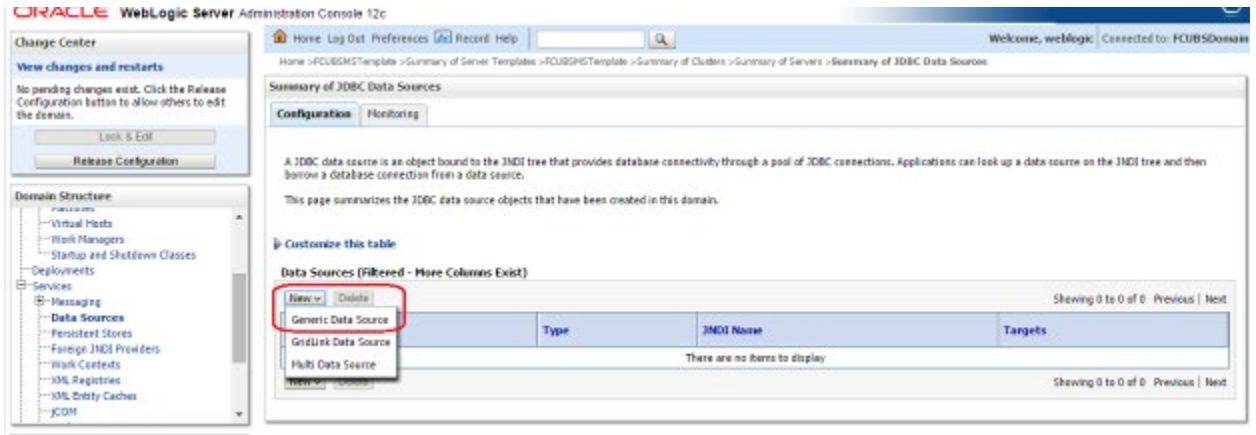 ORACLE WebLogic Server Administration Console 12c
Change Center
View changes and restarts
No pending changes exist. Click the Release
Configuration button to allow others to edit
the domain.
Lock & Edit
Release Configuration
Domain Structure
Machines
Virtual Hosts
Work Managers
Startup and Shutdown Classes
Deployments
Services
Messaging
Data Sources
Persistent Stores
Foreign JNDI Providers
Work Contexts
XML Registries
XML Entity Caches
jCOM
Home Log Out Preferences Record Help
Welcome, weblogic Connected to: FCUBSDomain
Home >FCUBSMSTemplate >Summary of Server Templates >FCUBSMSTemplate >Summary of Clusters >Summary of Servers >Summary of JDBC Data Sources
Summary of JDBC Data Sources
Configuration Monitoring
A JDBC data source is an object bound to the JNDI tree that provides database connectivity through a pool of JDBC connections. Applications can look up a data source on the JNDI tree and then
borrow a database connection from a data source.
This page summarizes the JDBC data source objects that have been created in this domain.
Customize this table
Data Sources (Filtered - More Columns Exist)
New Delete
Showing 0 to 0 of 0 Previous | Next
Generic Data Source
GridLink Data Source
Multi Data Source
Type JNDI Name Targets
There are no items to display
New Delete
Showing 0 to 0 of 0 Previous | Next